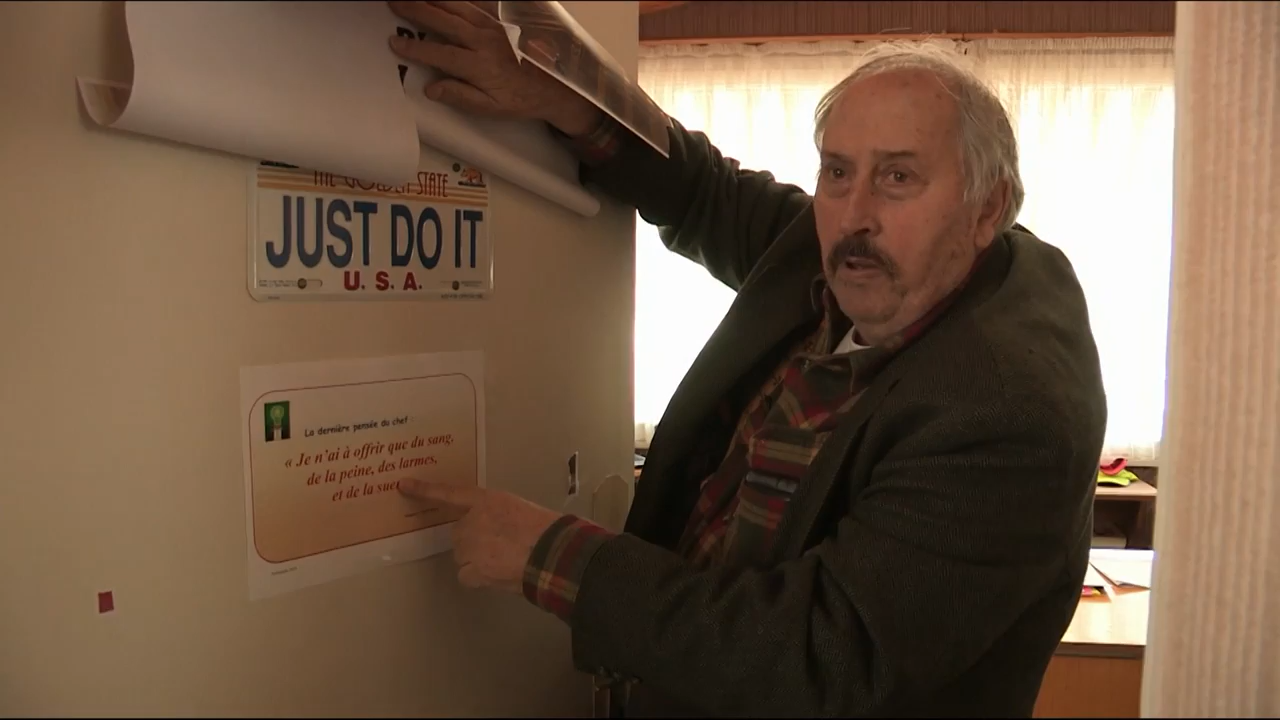 THE GOLDEN STATE
JUST DO IT
U. S. A.
La dernière pensée du chef :
« Je n'ai à offrir que du sang,
de la peine, des larmes,
et de la sueu